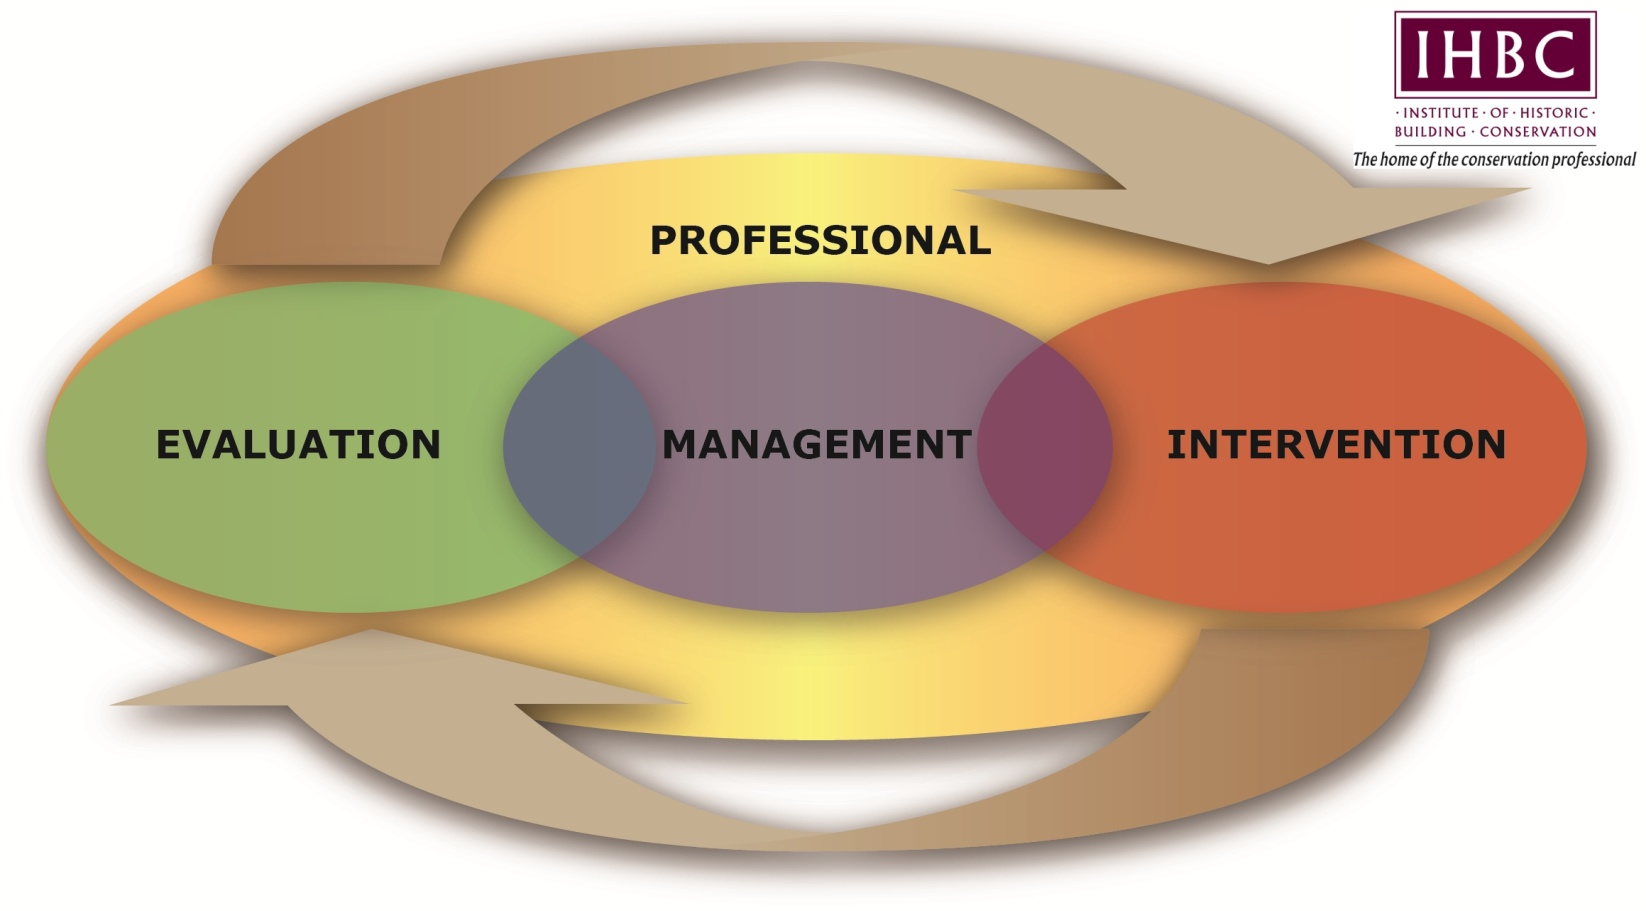 IHBC
· INSTITUTE · OF · HISTORIC ·
BUILDING · CONSERVATION
The home of the conservation professional
PROFESSIONAL
EVALUATION
MANAGEMENT
INTERVENTION